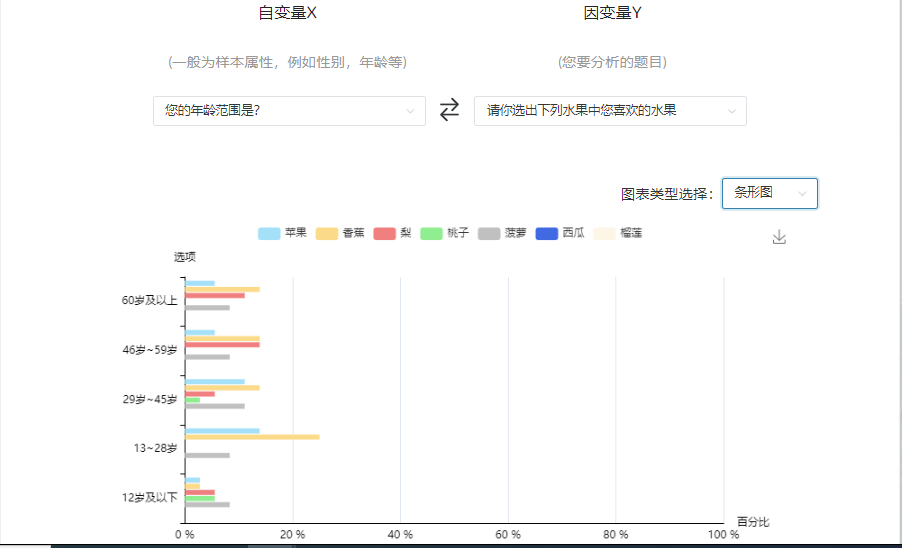 自变量X 因变量Y
(一般为样本属性，例如性别，年龄等) (您要分析的题目)
您的年龄范围是? 请你选出下列水果中您喜欢的水果
图表类型选择： 条形图
苹果 香蕉 梨 桃子 菠萝 西瓜 榴莲
选项
60岁及以上
46岁~59岁
29岁~45岁
13~28岁
12岁及以下
百分比
0 % 20 % 40 % 60 % 80 % 100 %